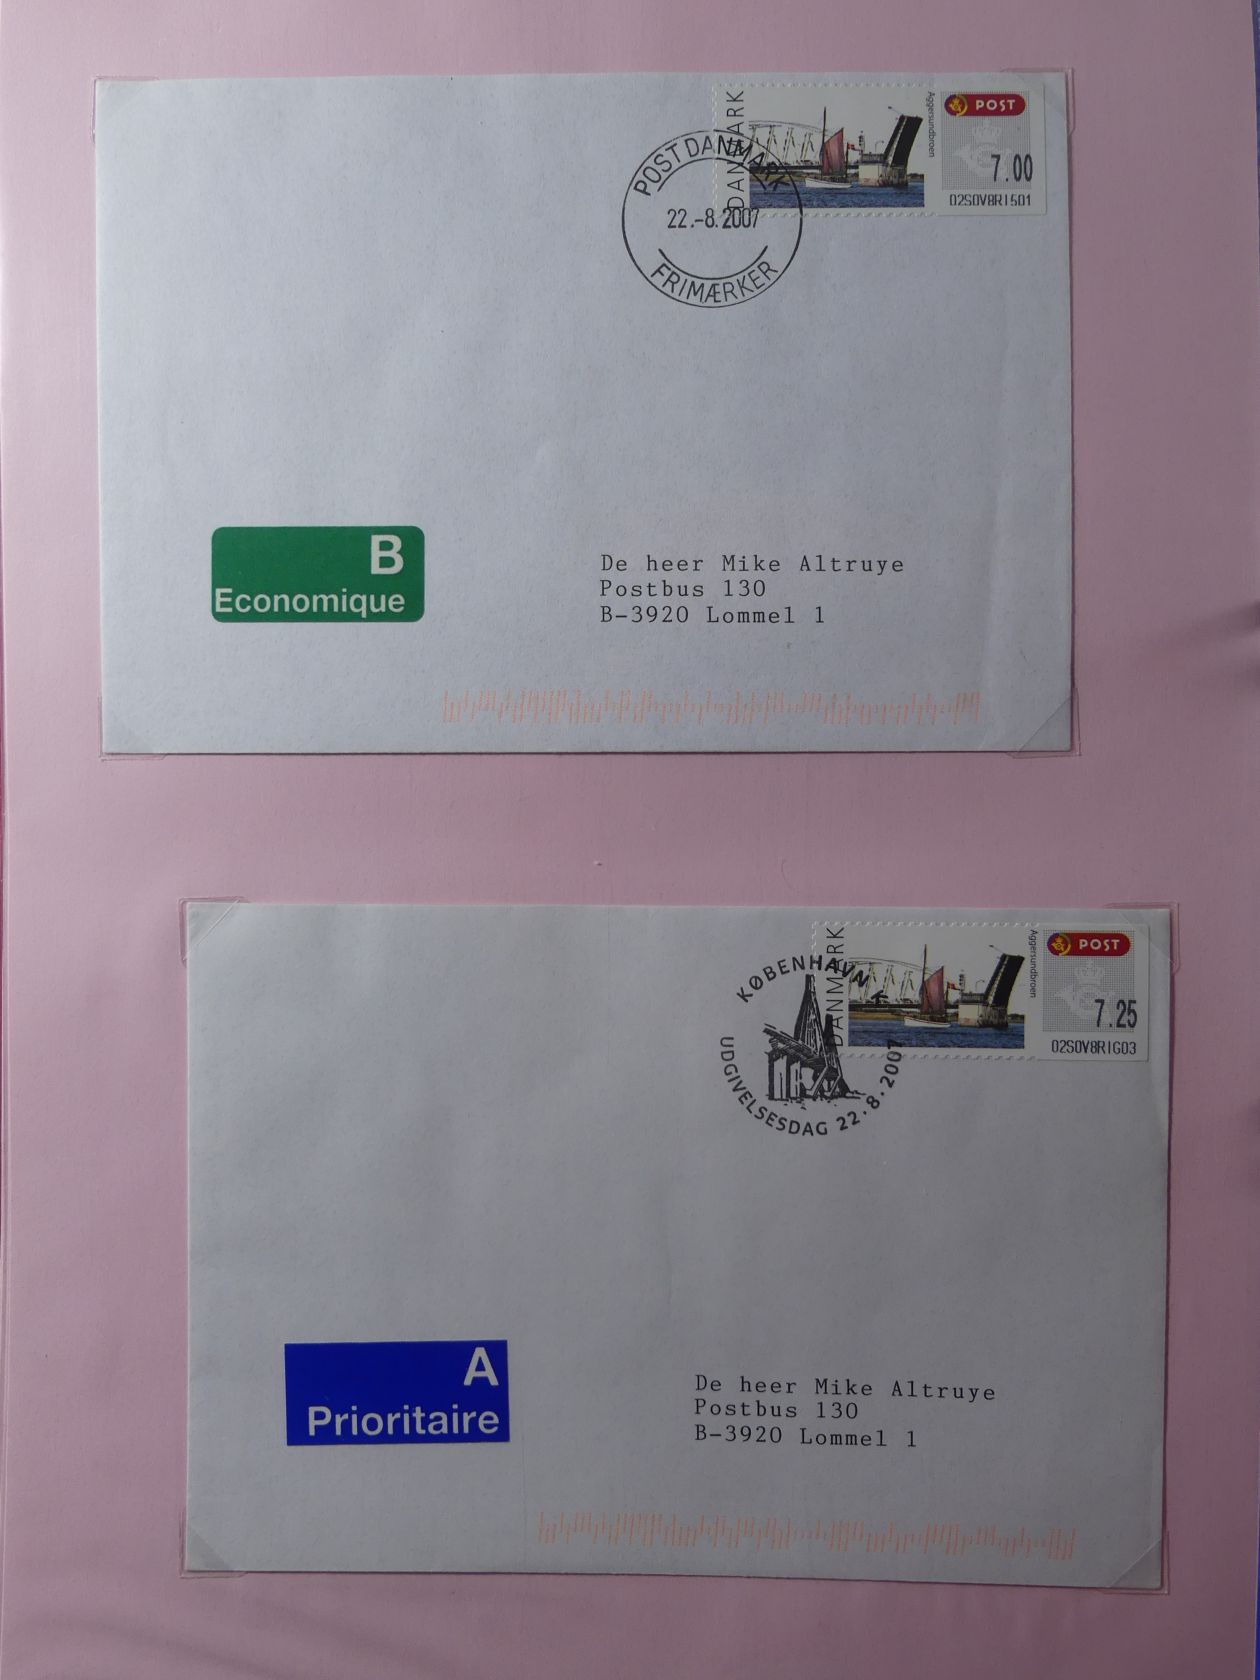 DANMARK
Aggersundbroen
POST
7.00
02SOV8RI501
POST DANMARK
22.-8.2007
FRIMÆRKER
B
Economique
De heer Mike Altruye
Postbus 130
B-3920 Lommel 1
DANMARK
Aggersundbroen
POST
7.25
02SOV8RIG03
KØBENHAVN K
UDGIVELSESDAG 22.8.2007
A
Prioritaire
De heer Mike Altruye
Postbus 130
B-3920 Lommel 1